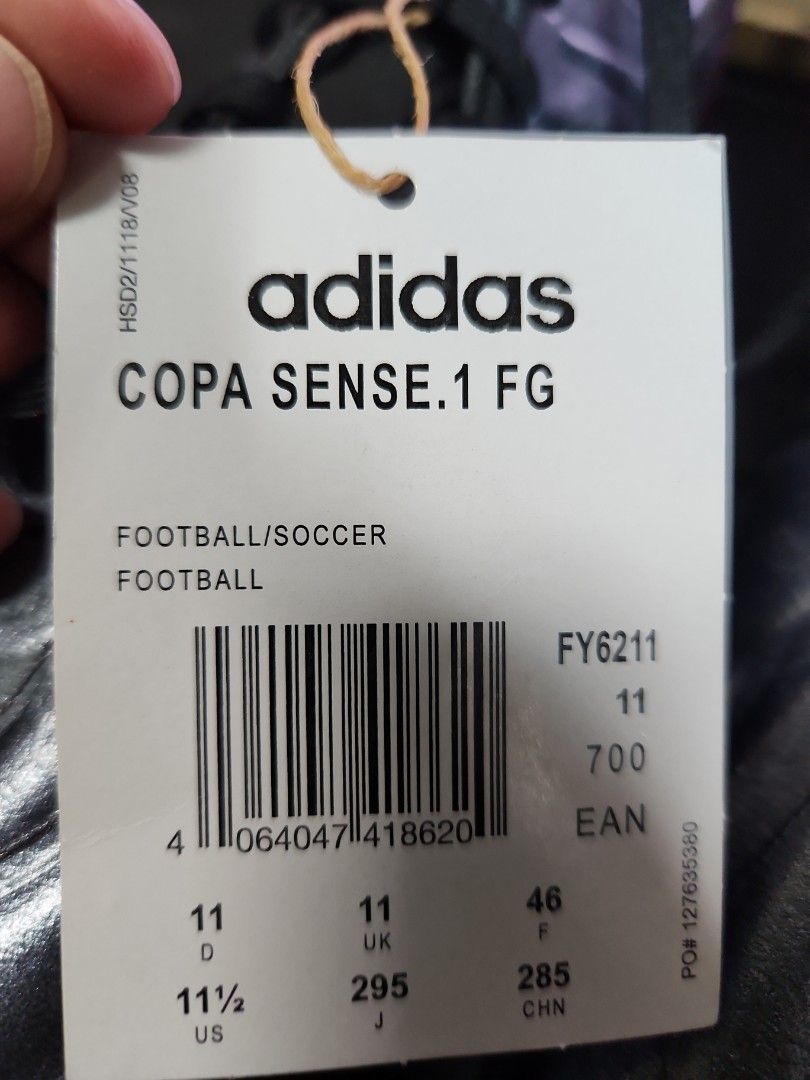 HSD2/1118/V08
adidas
COPA SENSE.1 FG
FOOTBALL/SOCCER
FOOTBALL
FY6211
11
700
EAN
4 064047 418620
PO# 127635380
11 11 46
D UK F
11½ 295 285
US J CHN